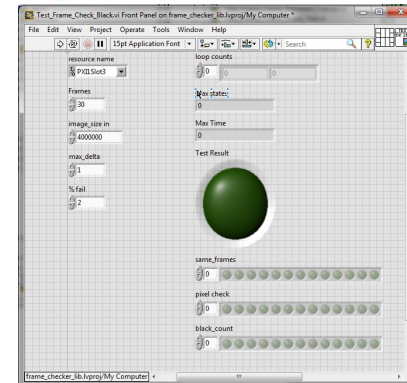 Test_Frame_Check_Black.vi Front Panel on frame_checker_lib.lvproj/My Computer *
File Edit View Project Operate Tools Window Help
15pt Application Font Search
resource name
PXI1Slot3
Frames
30
image_size in
4000000
max_delta
1
% fail
2
loop counts
0 0 0
Max states
0
Max Time
0
Test Result
same_frames
0
pixel check
0
black_count
0
frame_checker_lib.lvproj/My Computer